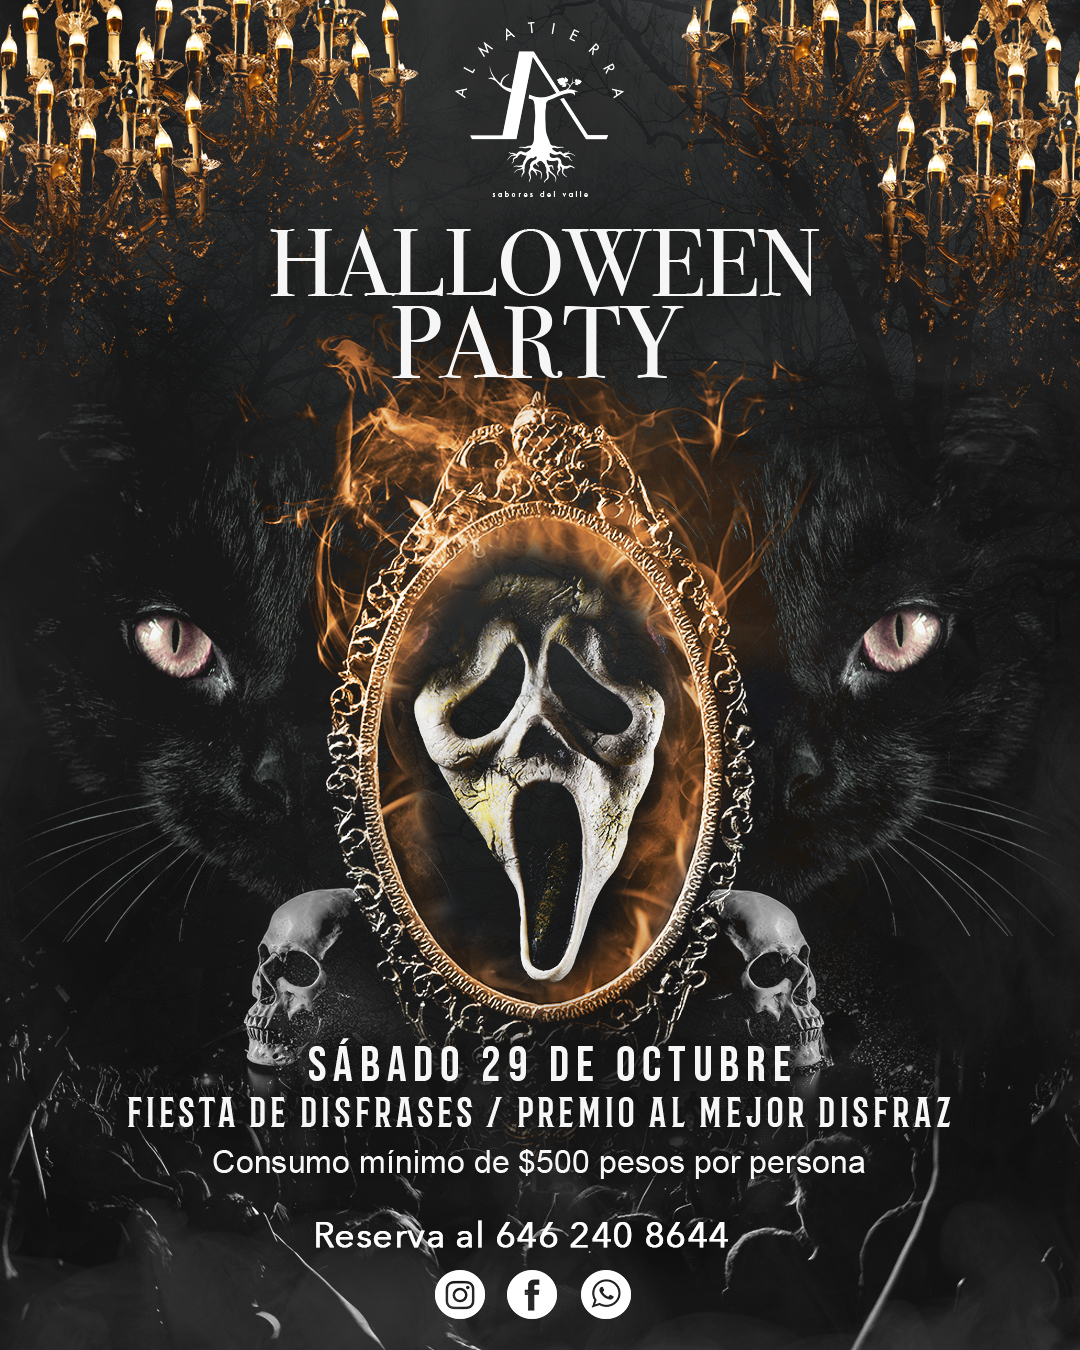 ALMATIERRA
sabores del valle
HALLOWEEN
PARTY
SÁBADO 29 DE OCTUBRE
FIESTA DE DISFRASES / PREMIO AL MEJOR DISFRAZ
Consumo mínimo de $500 pesos por persona
Reserva al 646 240 8644